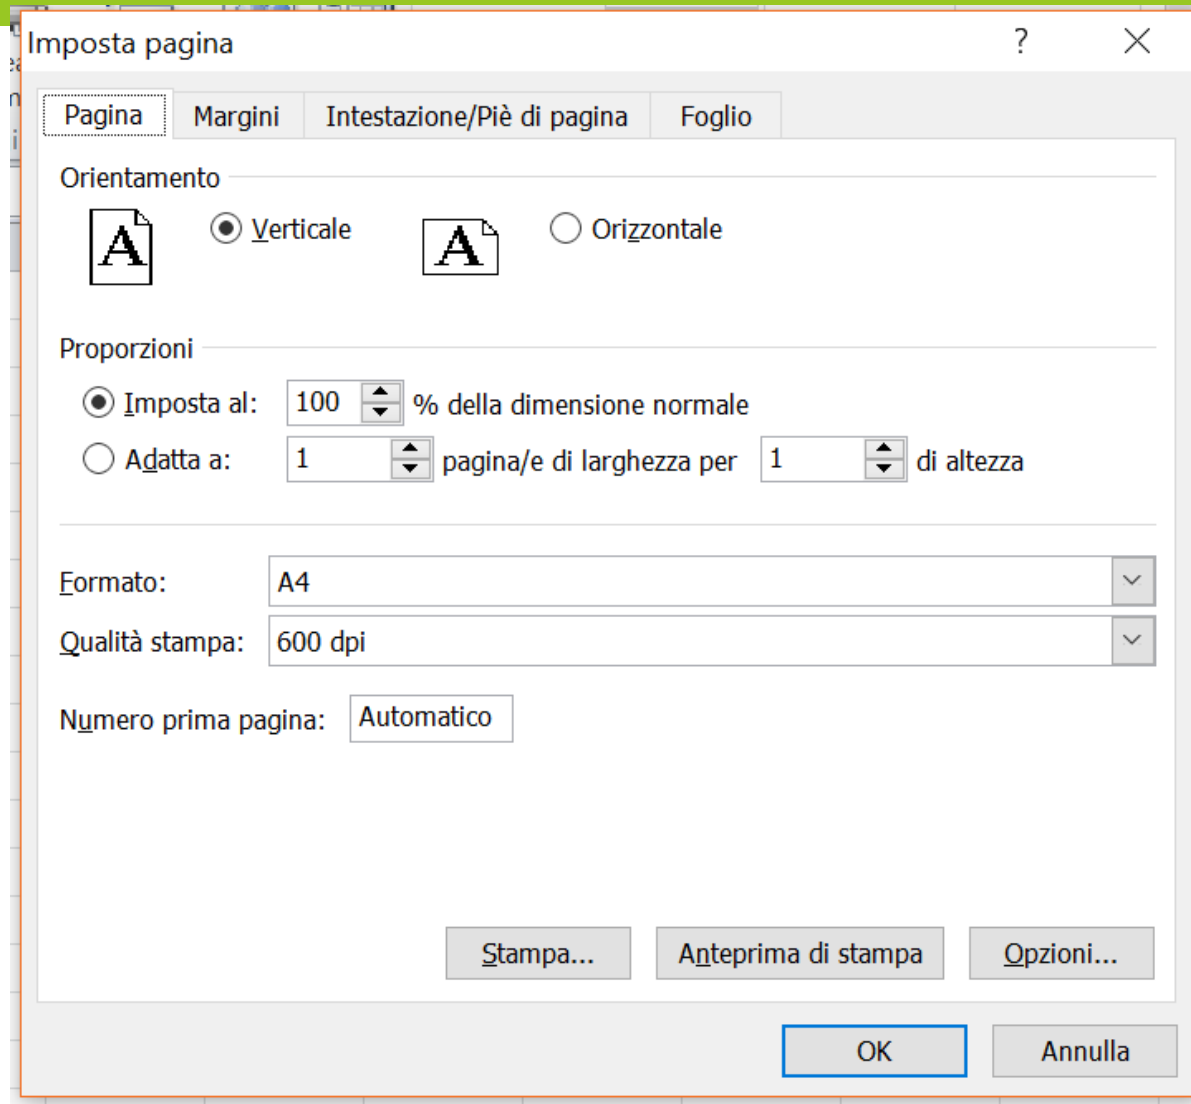 Imposta pagina ?
Pagina Margini Intestazione/Piè di pagina Foglio
Orientamento
A Verticale A Orizzontale
Proporzioni
Imposta al: 100 % della dimensione normale
Adatta a: 1 pagina/e di larghezza per 1 di altezza
Formato: A4
Qualità stampa: 600 dpi
Numero prima pagina: Automatico
Stampa... Anteprima di stampa Opzioni...
OK Annulla